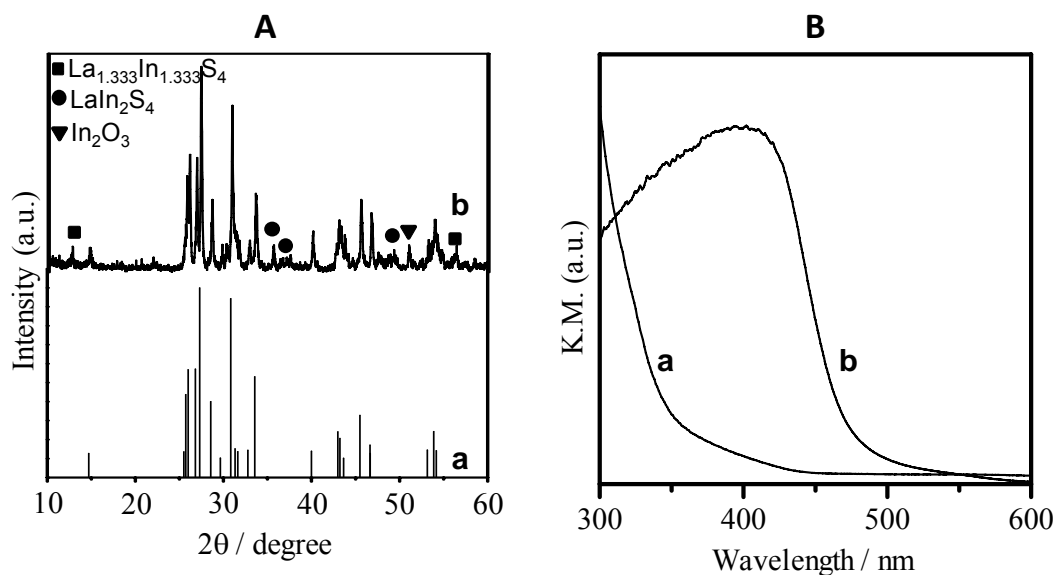 A
■ La₁.₃₃₃In₁.₃₃₃S₄
● LaIn₂S₄
▼ In₂O₃
b
a
Intensity (a.u.)
10 20 30 40 50 60
2θ / degree
B
a
b
K.M. (a.u.)
300 400 500 600
Wavelength / nm